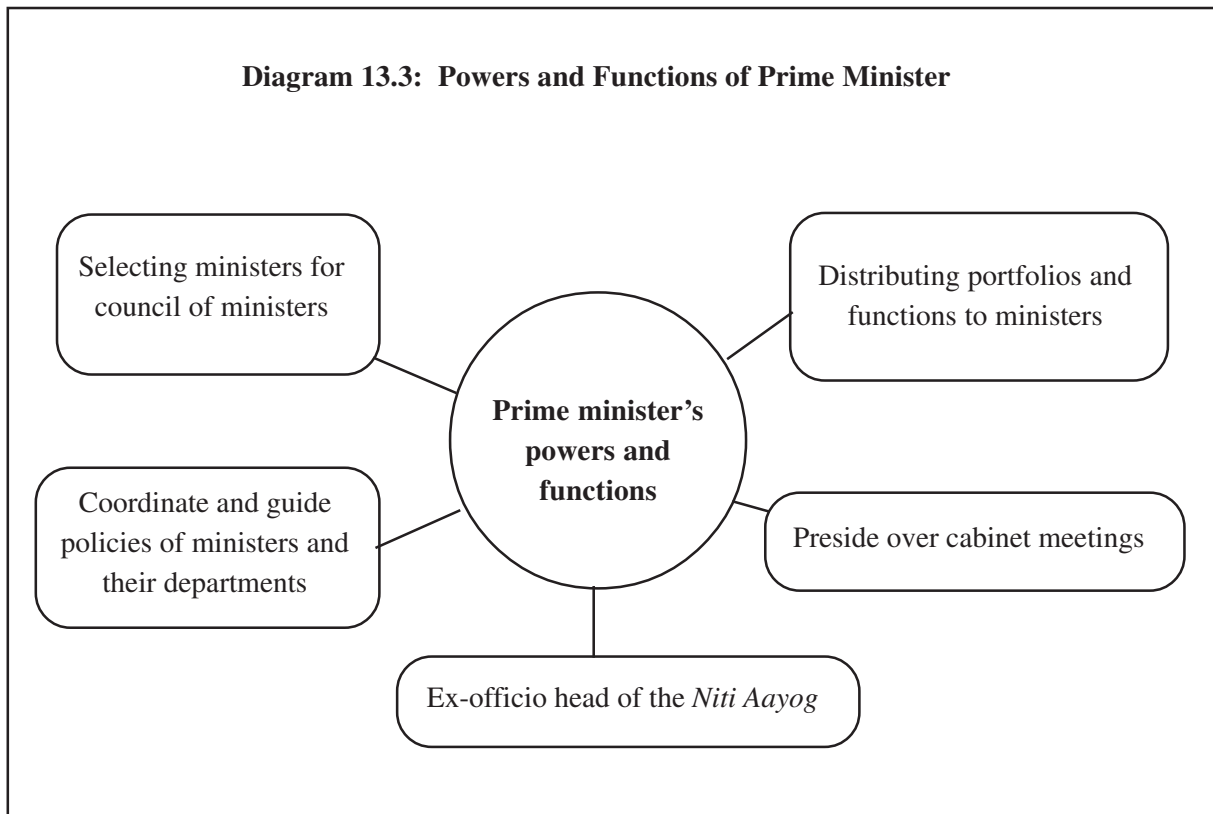 Diagram 13.3: Powers and Functions of Prime Minister
Selecting ministers for
council of ministers
Distributing portfolios and
functions to ministers
Prime minister’s
powers and
functions
Coordinate and guide
policies of ministers and
their departments
Preside over cabinet meetings
Ex-officio head of the Niti Aayog